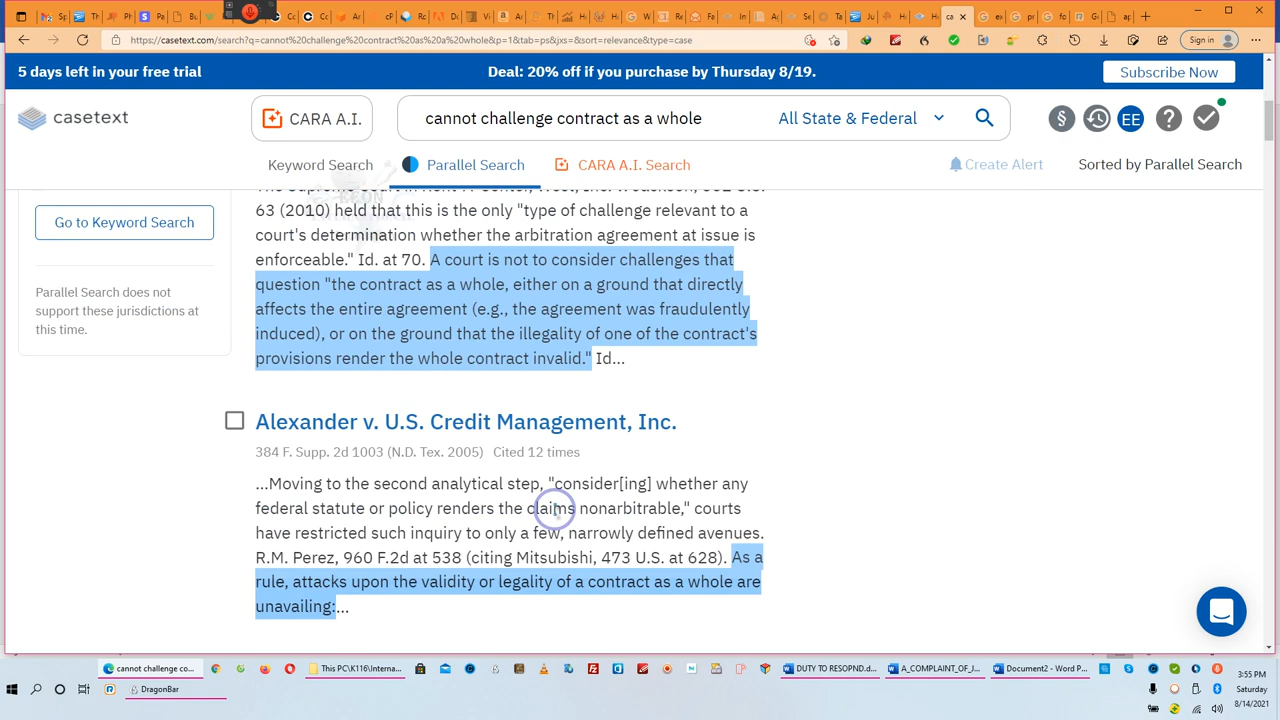 Sign in
https://casetext.com/search?q=cannot%20challenge%20contract%20as%20a%20whole&p=1&tab=ps&jxs=&sort=relevance&type=case
5 days left in your free trial
Deal: 20% off if you purchase by Thursday 8/19.
Subscribe Now
casetext
CARA A.I.
cannot challenge contract as a whole
All State & Federal
§
EE
?
Keyword Search
Parallel Search
CARA A.I. Search
Create Alert
Sorted by Parallel Search
63 (2010) held that this is the only "type of challenge relevant to a
court's determination whether the arbitration agreement at issue is
enforceable." Id. at 70. A court is not to consider challenges that
question "the contract as a whole, either on a ground that directly
affects the entire agreement (e.g., the agreement was fraudulently
induced), or on the ground that the illegality of one of the contract's
provisions render the whole contract invalid." Id...
Go to Keyword Search
Parallel Search does not
support these jurisdictions at
this time.
Alexander v. U.S. Credit Management, Inc.
384 F. Supp. 2d 1003 (N.D. Tex. 2005) Cited 12 times
...Moving to the second analytical step, "consider[ing] whether any
federal statute or policy renders the claims nonarbitrable," courts
have restricted such inquiry to only a few, narrowly defined avenues.
R.M. Perez, 960 F.2d at 538 (citing Mitsubishi, 473 U.S. at 628). As a
rule, attacks upon the validity or legality of a contract as a whole are
unavailing:...
cannot challenge co...
This PC\K116\Interna...
DUTY TO RESOPND.d...
A_COMPLAINT_OF_J...
Document2 - Word P...
DragonBar
3:55 PM
Saturday
8/14/2021